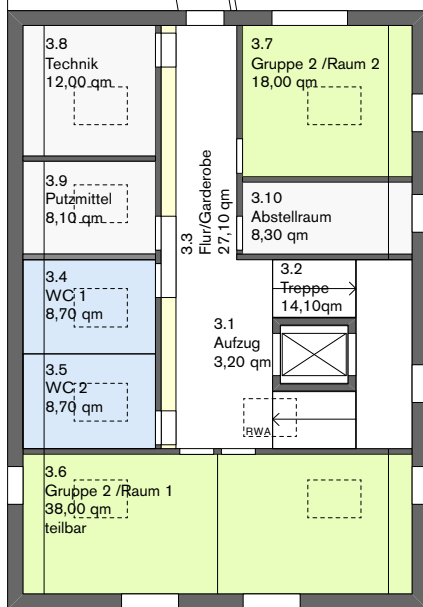 3.8
Technik
12,00 qm
3.7
Gruppe 2 /Raum 2
18,00 qm
3.9
Putzmittel
8,10 qm
3.3
Flur/Garderobe
27,10 qm
3.10
Abstellraum
8,30 qm
3.4
WC 1
8,70 qm
3.2
Treppe
14,10qm
3.1
Aufzug
3,20 qm
3.5
WC 2
8,70 qm
RWA
3.6
Gruppe 2 /Raum 1
38,00 qm
teilbar